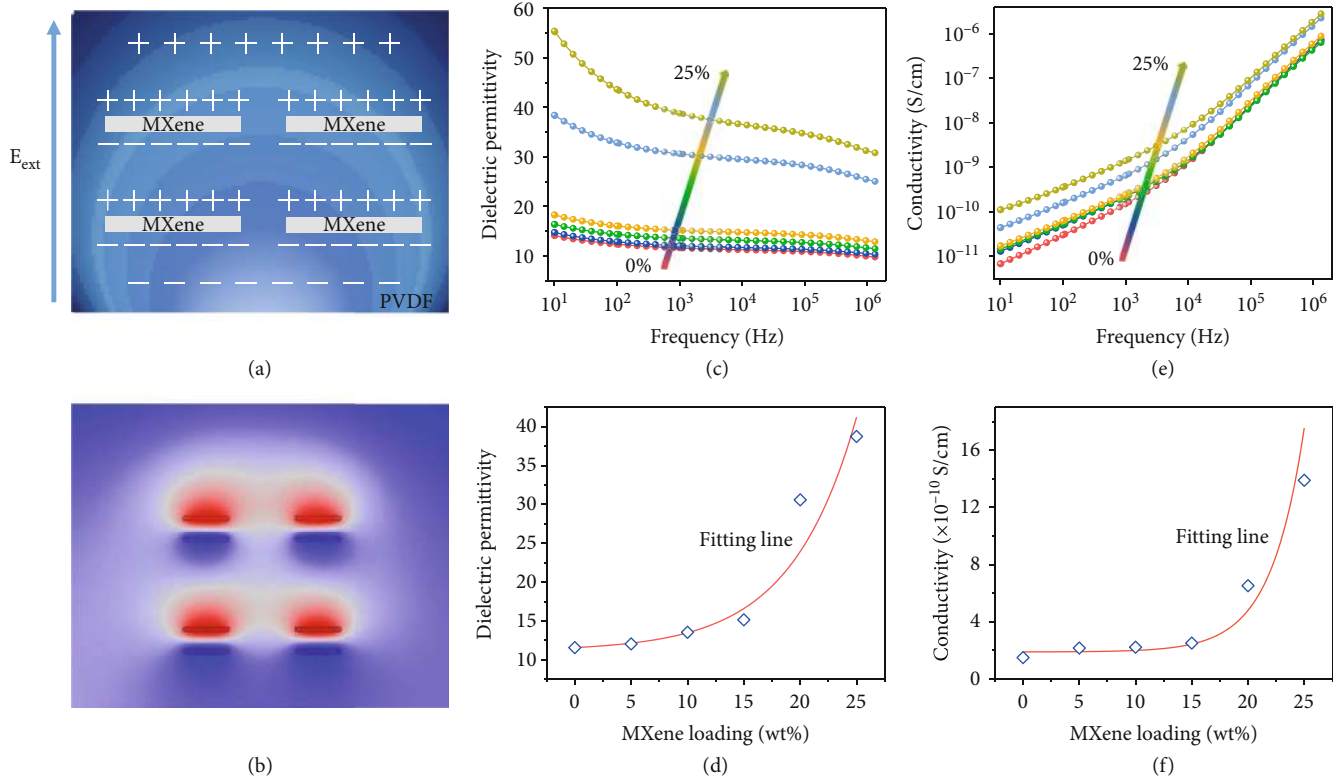 E_ext
MXene MXene
MXene MXene
PVDF
(a)
60
50
40
30
20
10
Dielectric permittivity
25%
0%
10^1 10^2 10^3 10^4 10^5 10^6
Frequency (Hz)
(c)
10^-6
10^-7
10^-8
10^-9
10^-10
10^-11
Conductivity (S/cm)
25%
0%
10^1 10^2 10^3 10^4 10^5 10^6
Frequency (Hz)
(e)
(b)
40
35
30
25
20
15
10
Dielectric permittivity
Fitting line
0 5 10 15 20 25
MXene loading (wt%)
(d)
16
12
8
4
0
Conductivity (×10^-10 S/cm)
Fitting line
0 5 10 15 20 25
MXene loading (wt%)
(f)